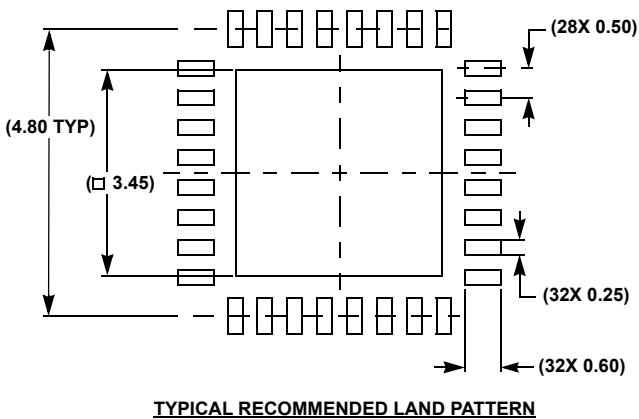 (28X 0.50)
(4.80 TYP)
(□ 3.45)
(32X 0.25)
(32X 0.60)
TYPICAL RECOMMENDED LAND PATTERN